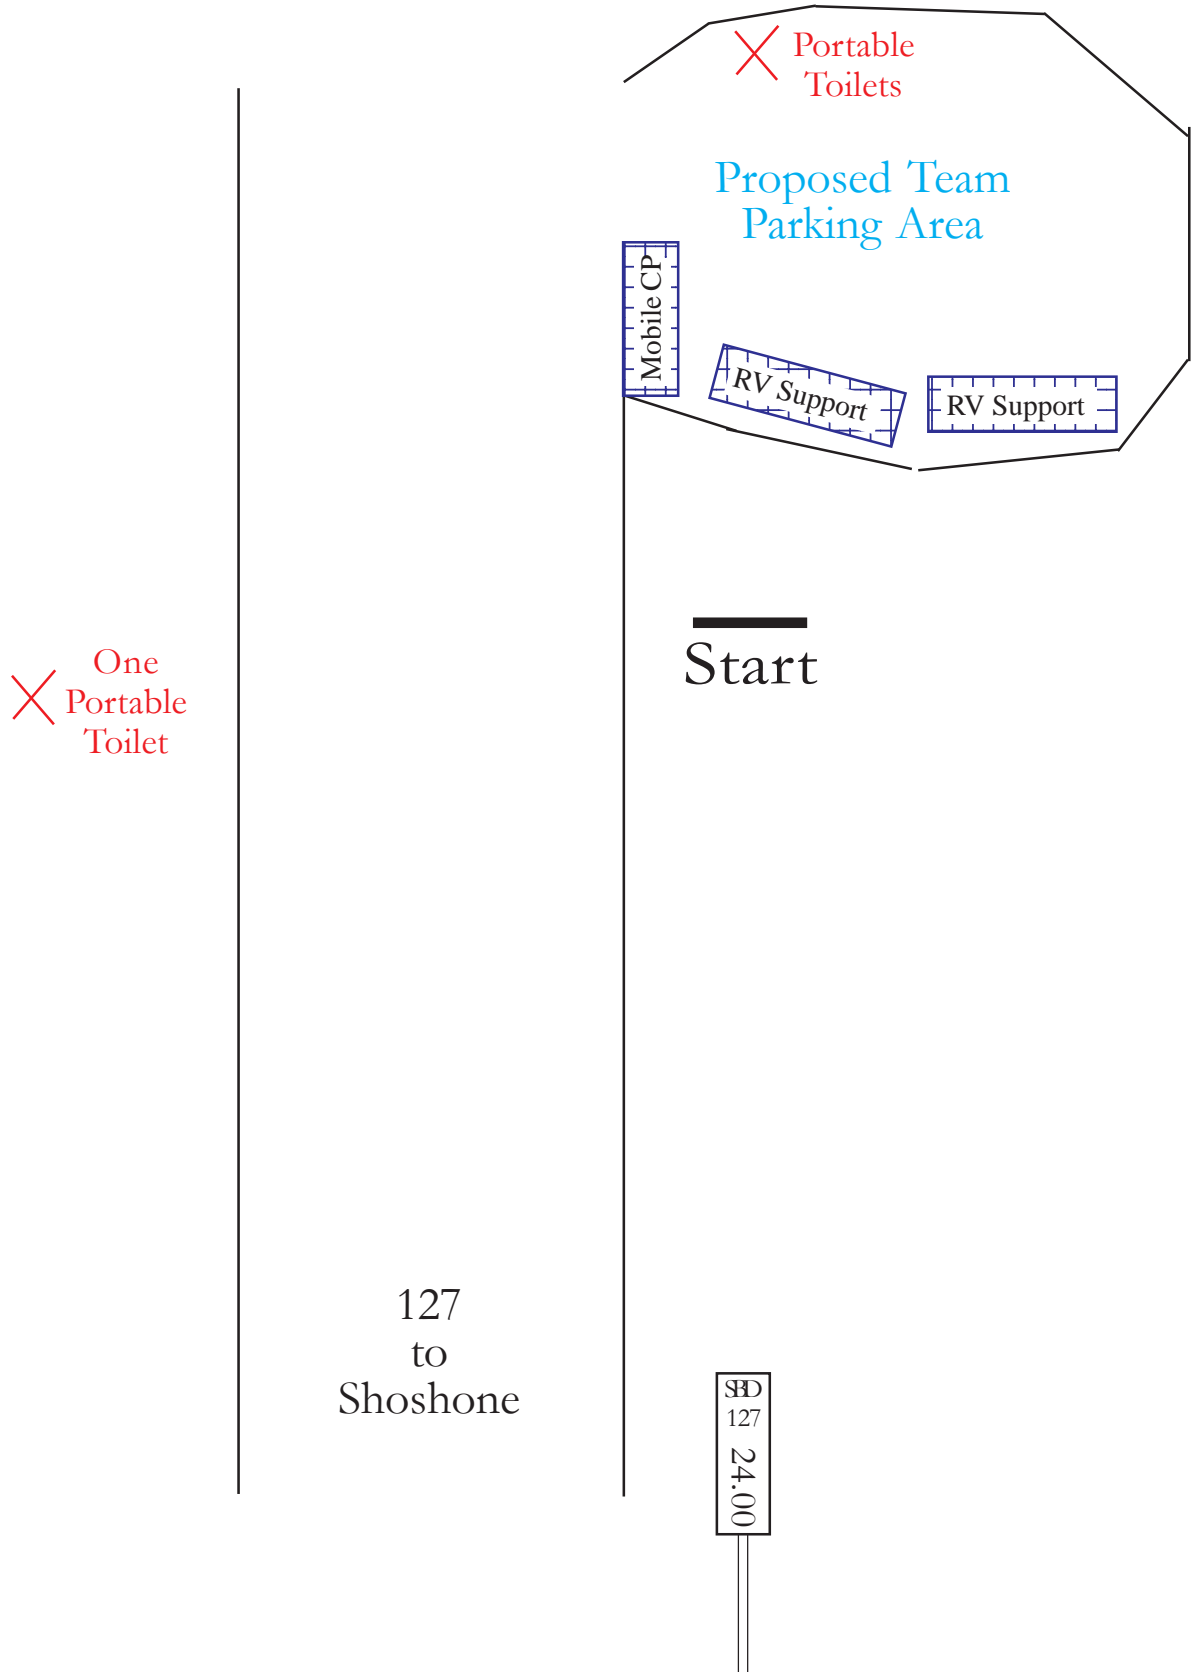 Portable
Toilets
Proposed Team
Parking Area
Mobile CP
RV Support
RV Support
Start
One
Portable
Toilet
127
to
Shoshone
SBD
127
24.00